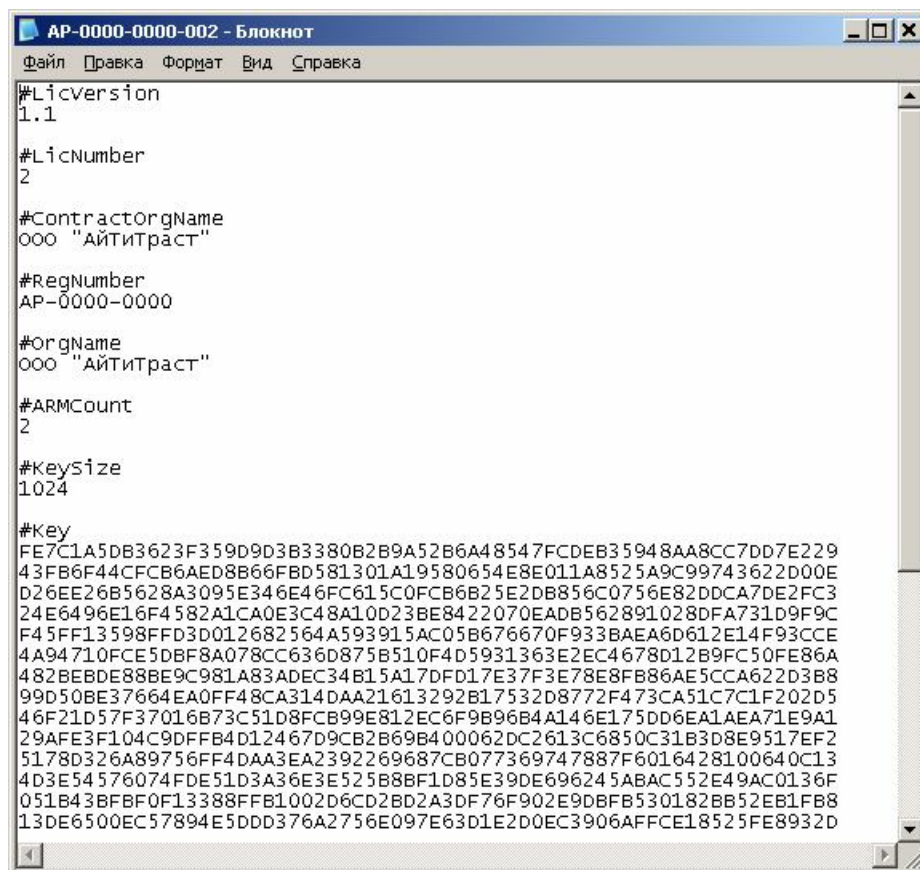 AP-0000-0000-002 - Блокнот
Файл Правка Формат Вид Справка
#LicVersion
1.1
#LicNumber
2
#ContractOrgName
ООО "АйТиТраст"
#RegNumber
AP-0000-0000
#OrgName
ООО "АйТиТраст"
#ARMCount
2
#KeySize
1024
#Key
FE7C1A5DB3623F359D9D3B3380B2B9A52B6A48547FCDEB35948AA8CC7DD7E229
43FB6F44CFCB6AED8B66FBD581301A19580654E8E011A8525A9C99743622D00E
D26EE26B5628A3095E346E46FC615C0FCB6B25E2DB856C0756E82DDCA7DE2FC3
24E6496E16F4582A1CA0E3C48A10D23BE8422070EADB562891028DFA731D9F9C
F45FF13598FFD3D012682564A593915AC05B676670F933BAEA6D612E14F93CCE
4A94710FCE5DBF8A078CC636D875B510F4D5931363E2EC4678D12B9FC50FE86A
482BEBDE88BE9C981A83ADEC34B15A17DFD17E37F3E78E8FB86AE5CCA622D3B8
99D50BE37664EA0FF48CA314DAA21613292B17532D8772F473CA51C7C1F202D5
46F21D57F37016B73C51D8FCB99E812EC6F9B96B4A146E175DD6EA1AEA71E9A1
29AFE3F104C9DFFB4D12467D9CB2B69B400062DC2613C6850C31B3D8E9517EF2
5178D326A89756FF4DAA3EA2392269687CB077369747887F6016428100640C13
4D3E54576074FDE51D3A36E3E525B8BF1D85E39DE696245ABAC552E49AC0136F
051B43BFBF0F13388FFB1002D6CD2BD2A3DF76F902E9DBFB530182BB52EB1FB8
13DE6500EC57894E5DDD376A2756E097E63D1E2D0EC3906AFFCE18525FE8932D